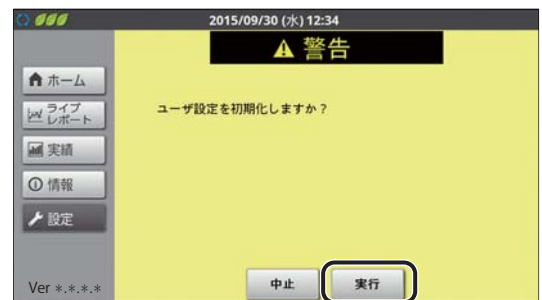 2015/09/30 (水) 12:34
警告
ホーム
ライブ
レポート
実績
情報
設定
Ver *.*.*.*
ユーザ設定を初期化しますか？
中止
実行